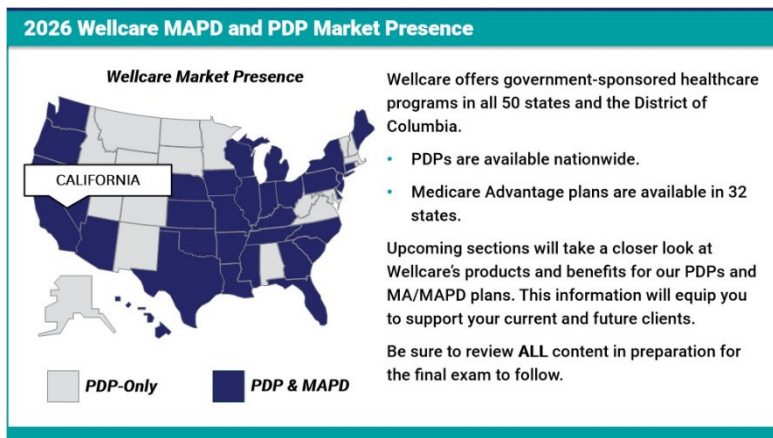 2026 Wellcare MAPD and PDP Market Presence
Wellcare Market Presence
CALIFORNIA
PDP-Only
PDP & MAPD
Wellcare offers government-sponsored healthcare
programs in all 50 states and the District of
Columbia.
• PDPs are available nationwide.
• Medicare Advantage plans are available in 32
states.
Upcoming sections will take a closer look at
Wellcare’s products and benefits for our PDPs and
MA/MAPD plans. This information will equip you
to support your current and future clients.
Be sure to review ALL content in preparation for
the final exam to follow.